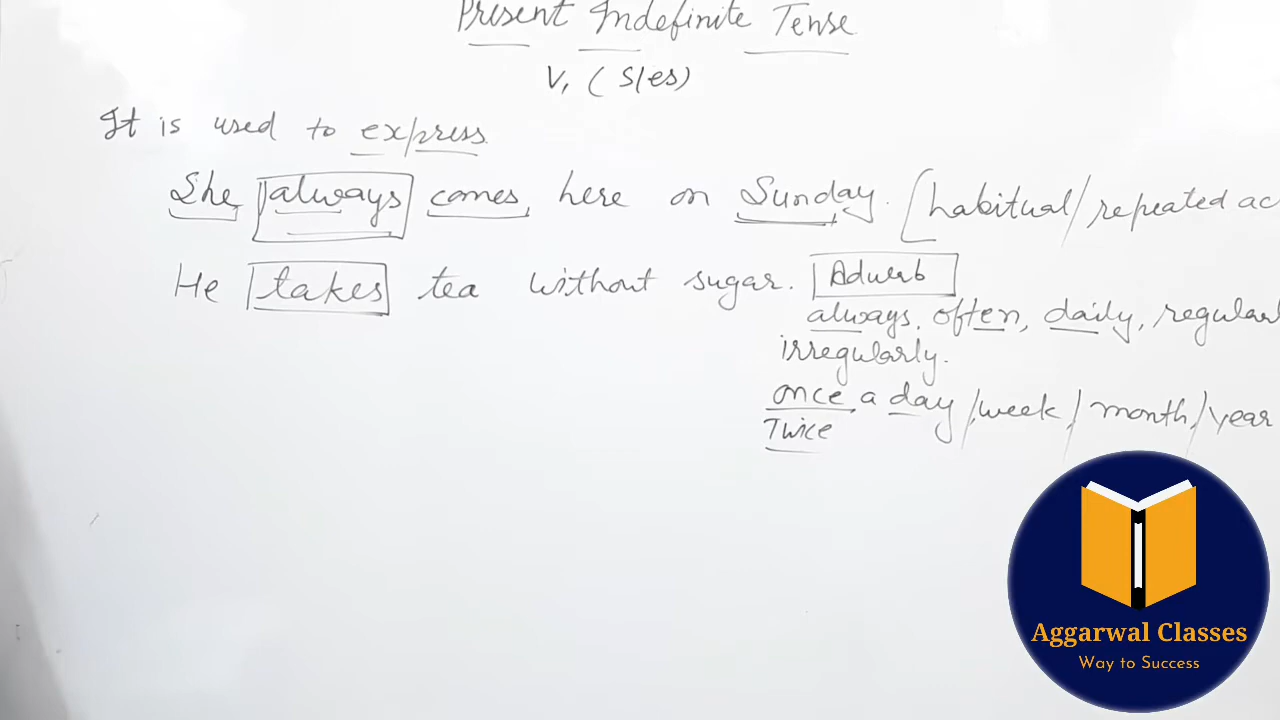 Present Indefinite Tense
V₁ (s/es)
It is used to express.
She always comes here on Sunday. [habitual/repeated
He takes tea without sugar. Adverb
always, often, daily,
irregularly.
once a day/week/month/year
Twice
Aggarwal Classes
Way to Success